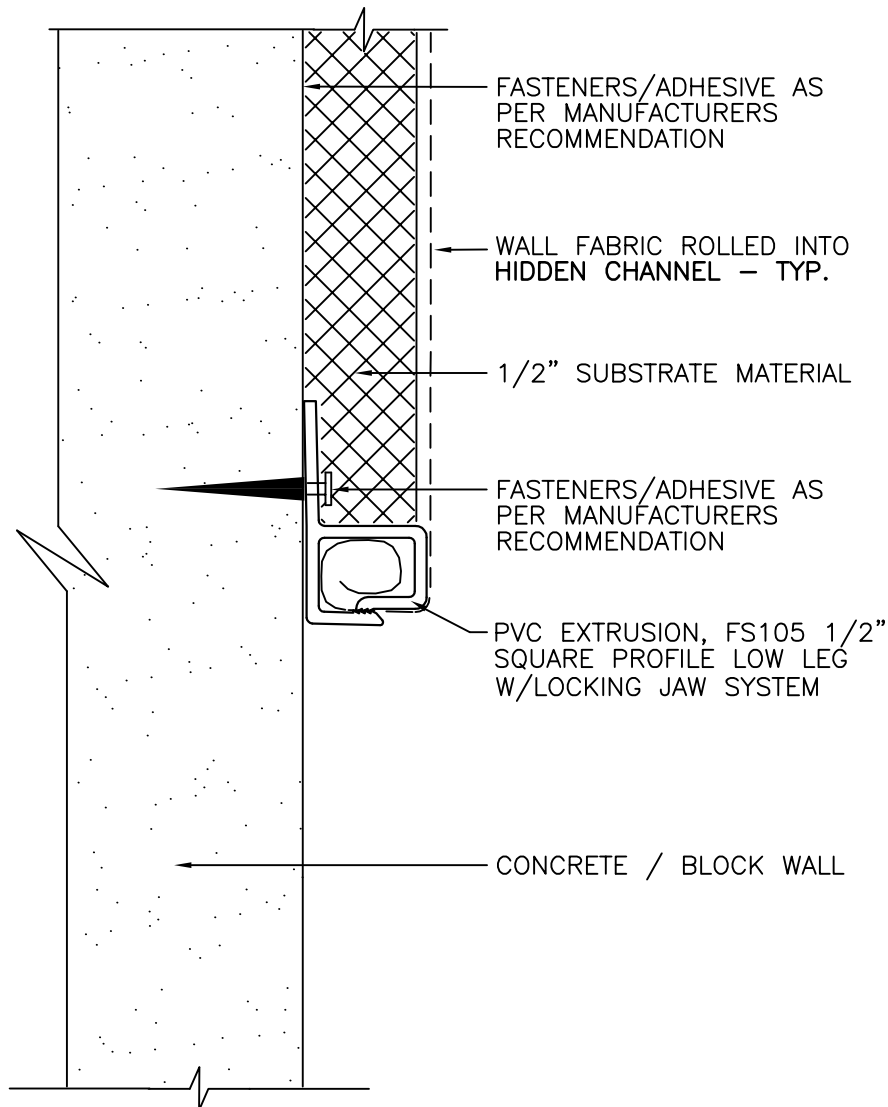 FASTENERS/ADHESIVE AS
PER MANUFACTURERS
RECOMMENDATION
WALL FABRIC ROLLED INTO
HIDDEN CHANNEL – TYP.
1/2” SUBSTRATE MATERIAL
FASTENERS/ADHESIVE AS
PER MANUFACTURERS
RECOMMENDATION
PVC EXTRUSION, FS105 1/2”
SQUARE PROFILE LOW LEG
W/LOCKING JAW SYSTEM
CONCRETE / BLOCK WALL